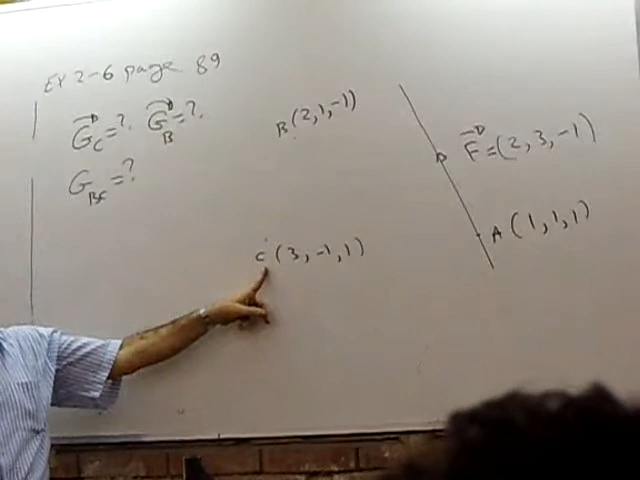 EX 2-6 page 89
G⃗c=? G⃗B=?
GBC=?
B(2,1,-1)
F⃗=(2,3,-1)
A(1,1,1)
C(3,-1,1)